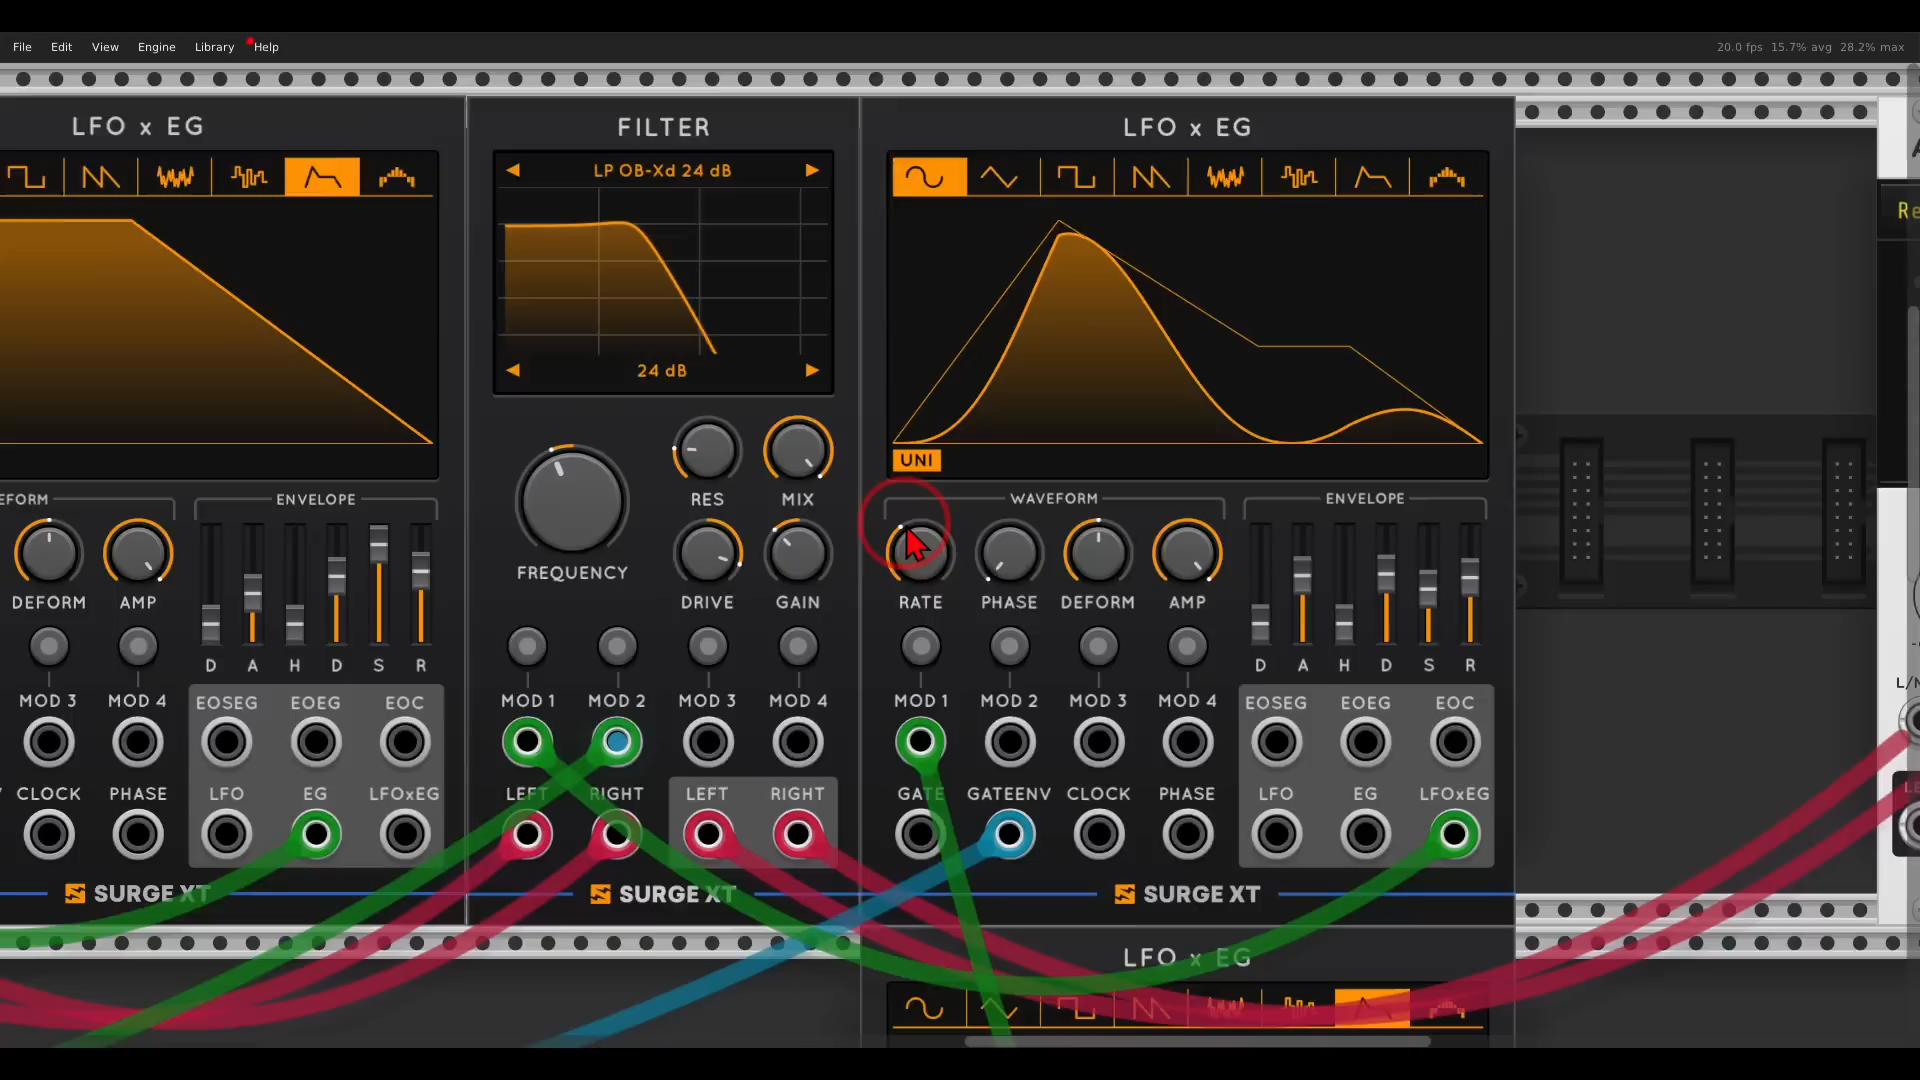 File Edit View Engine Library Help
20.0 fps 15.7% avg 28.2% max
LFO x EG
EFORM
ENVELOPE
DEFORM AMP
D A H D S R
MOD 3 MOD 4
EOSEG EOEG EOC
CLOCK PHASE
LFO EG LFOxEG
SURGE XT
FILTER
LP OB-Xd 24 dB
24 dB
RES MIX
FREQUENCY
DRIVE GAIN
MOD 1 MOD 2 MOD 3 MOD 4
LEFT RIGHT LEFT RIGHT
SURGE XT
LFO x EG
UNI
WAVEFORM
ENVELOPE
RATE PHASE DEFORM AMP
D A H D S R
MOD 1 MOD 2 MOD 3 MOD 4
EOSEG EOEG EOC
GATE GATEENV CLOCK PHASE
LFO EG LFOxEG
SURGE XT
LFO x EG
Re
L/M
LE